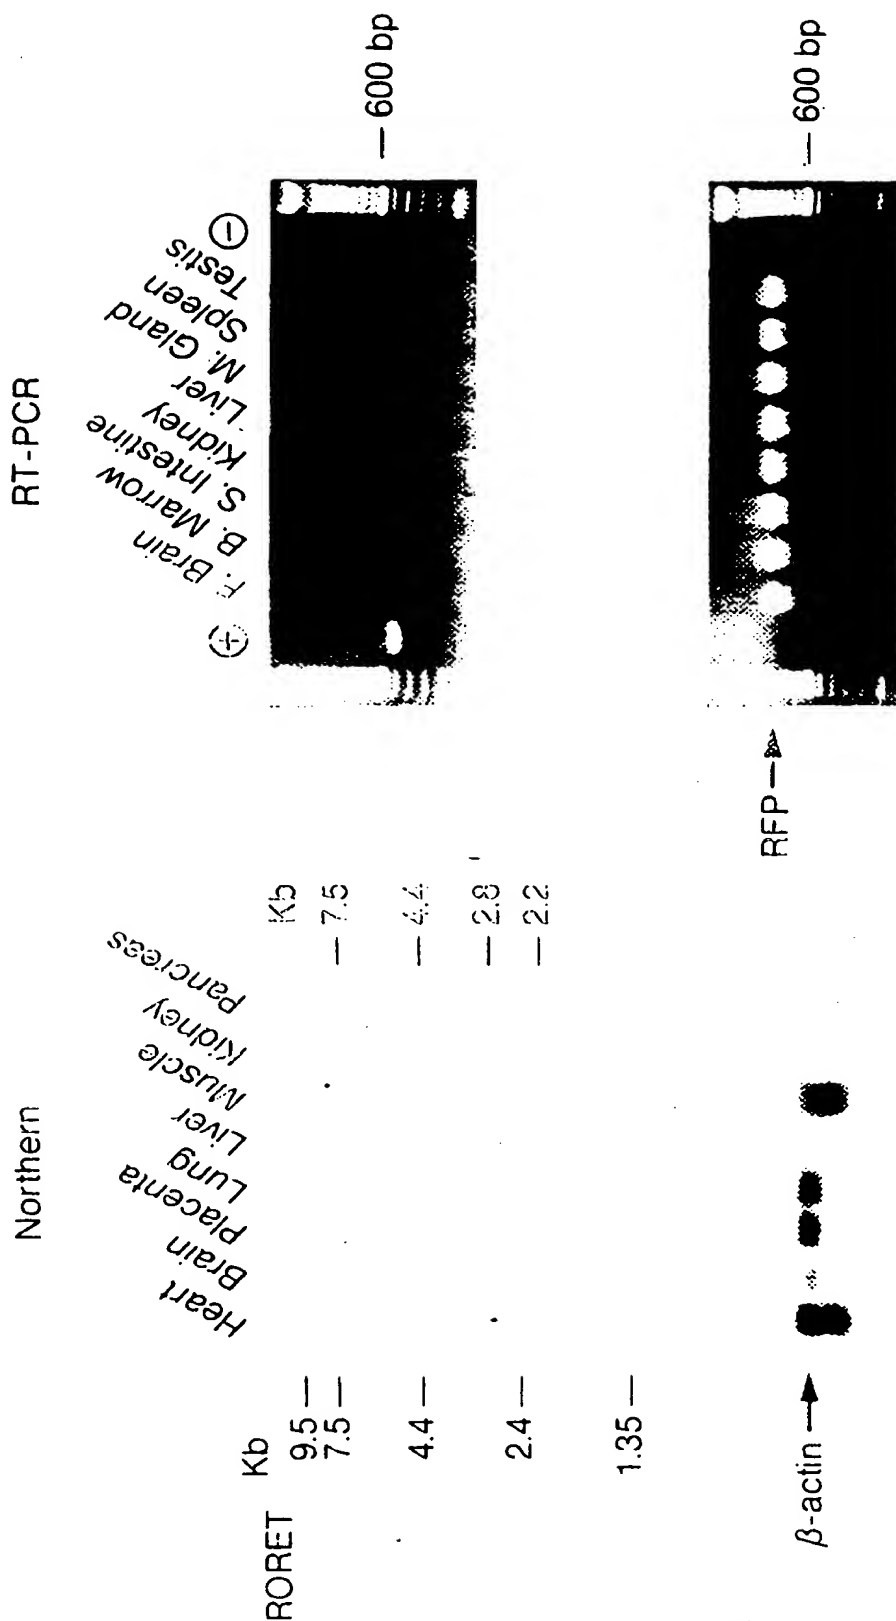 Northern
Heart
Brain
Placenta
Lung
Liver
Muscle
Kidney
Pancreas
RORET
Kb
9.5 —
7.5 —
4.4 —
2.4 —
1.35 —
Kb
— 7.5
— 4.4
— 2.8
— 2.2
β-actin
RT-PCR
(+)
F. Brain
B. Marrow
S. Intestine
Kidney
Liver
M. Gland
Spleen
Testis
(−)
— 600 bp
RFP
— 600 bp